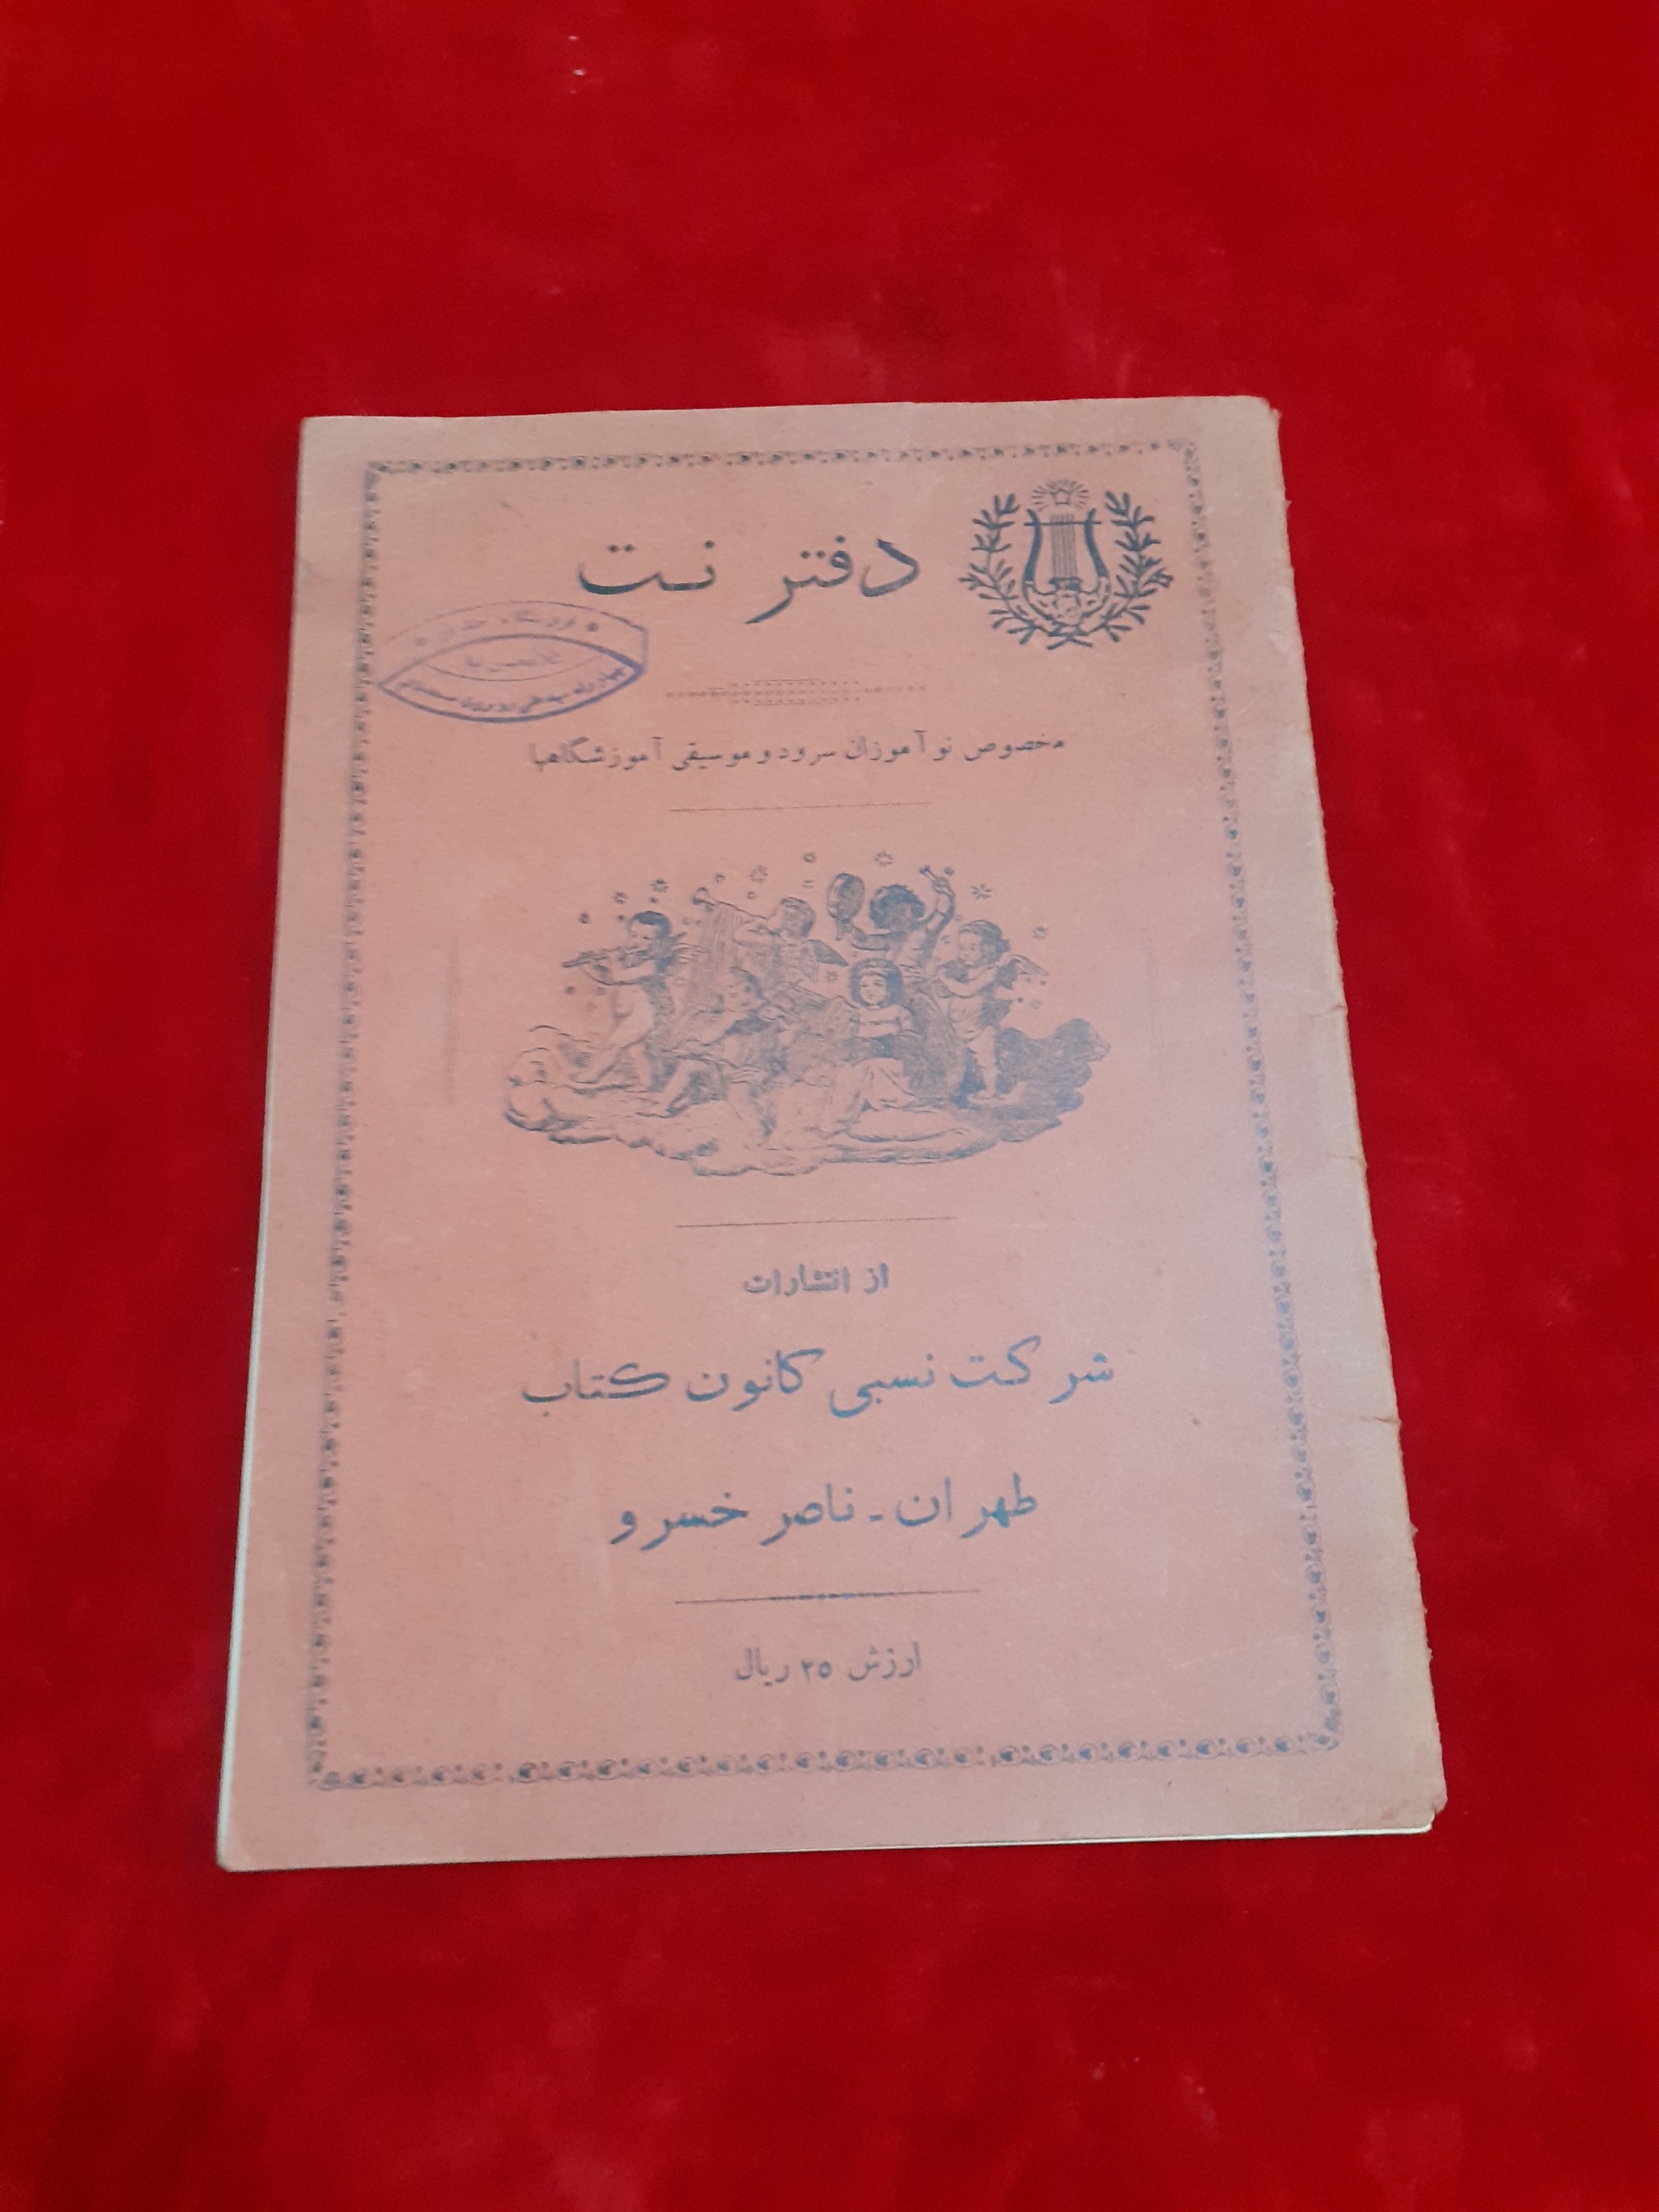 دفتر نت
مخصوص نو آموزان سرود و موسیقی آموزشگاهها
از انتشارات
شرکت نسبی کانون کتاب
طهران - ناصر خسرو
ارزش ۲۵ ریال